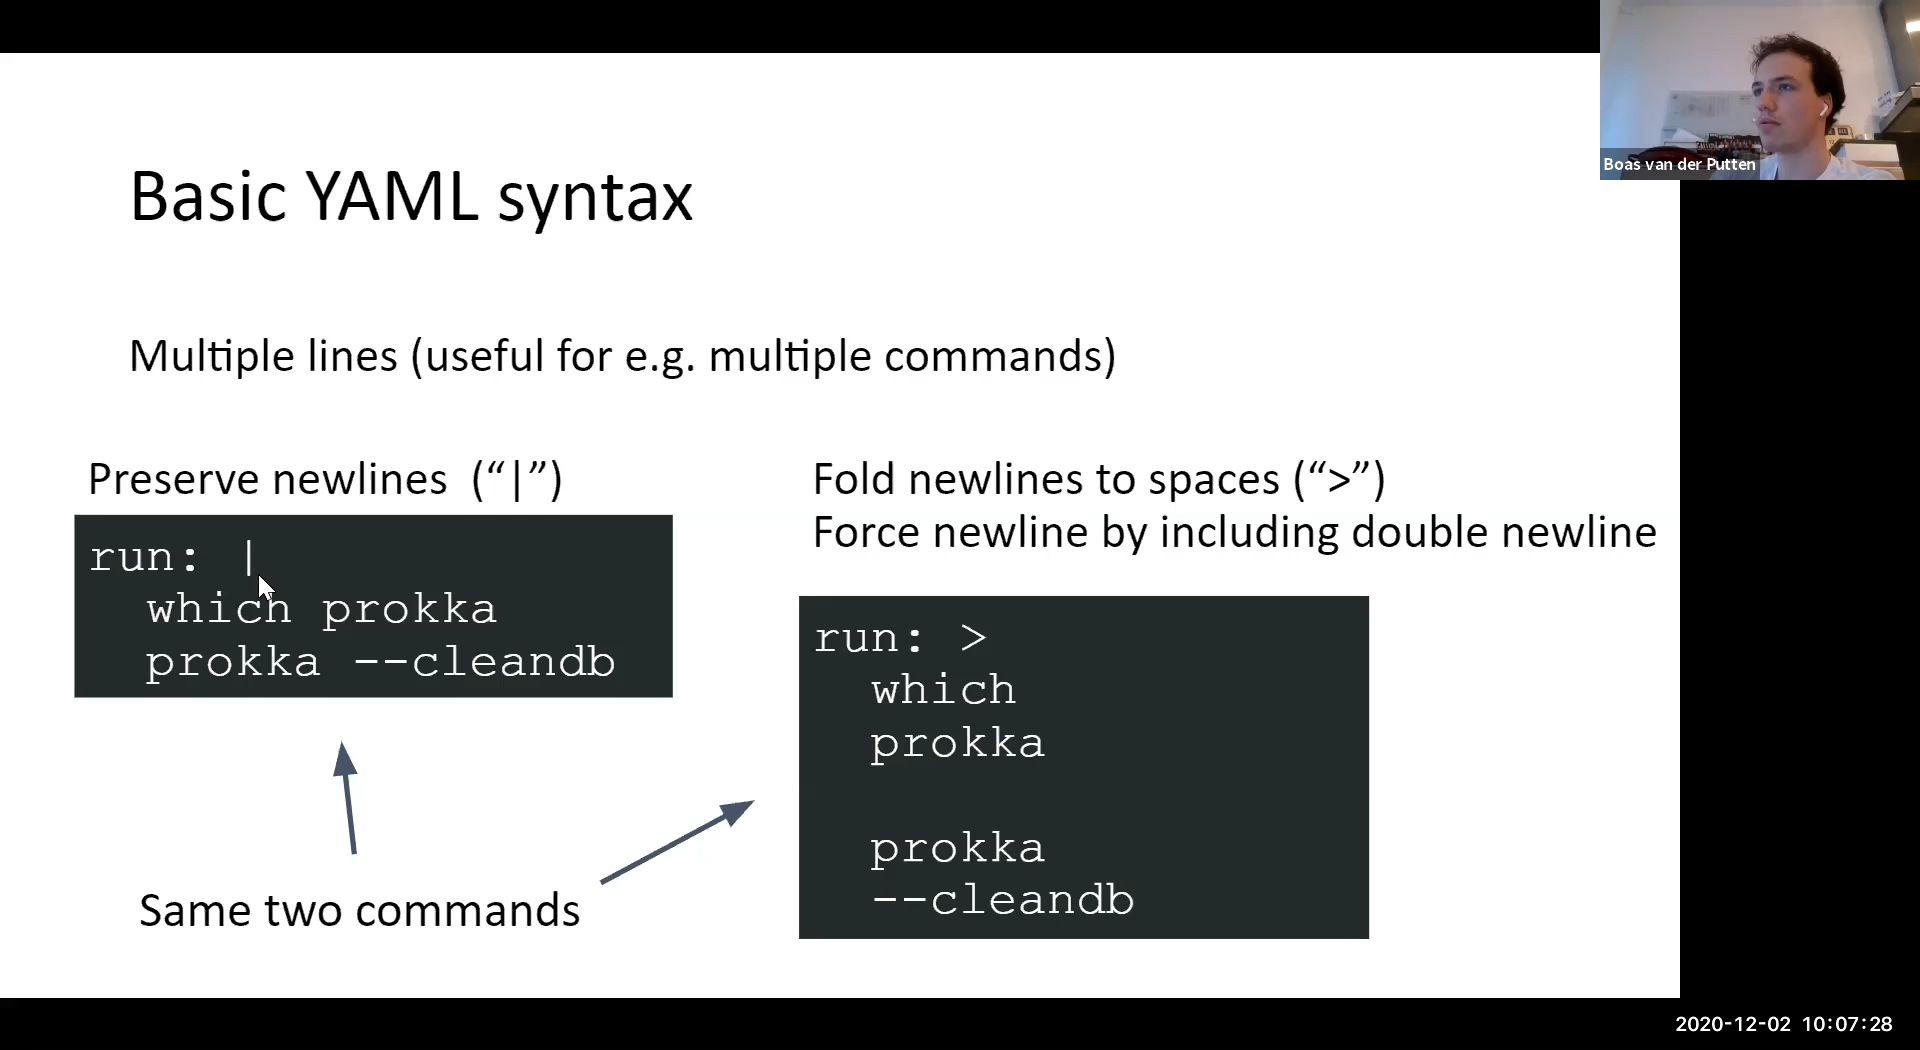 Boas van der Putten
Basic YAML syntax
Multiple lines (useful for e.g. multiple commands)
Preserve newlines (“|”)
run: |
which prokka
prokka --cleandb
Fold newlines to spaces (“>”)
Force newline by including double newline
run: >
which
prokka
prokka
--cleandb
Same two commands
2020-12-02 10:07:28